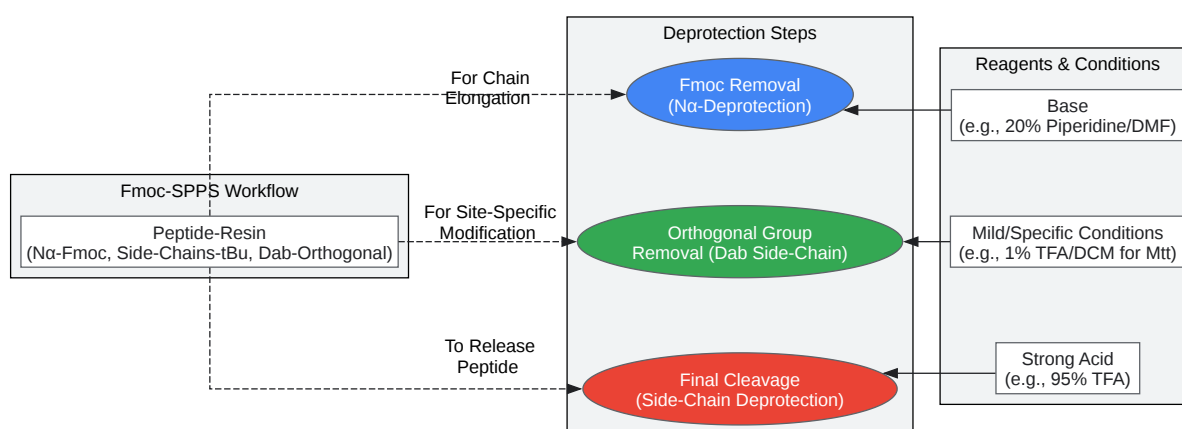 Deprotection Steps
Reagents & Conditions
For Chain
Elongation
Fmoc Removal
(Nα-Deprotection)
Base
(e.g., 20% Piperidine/DMF)
Fmoc-SPPS Workflow
Peptide-Resin
(Nα-Fmoc, Side-Chains-tBu, Dab-Orthogonal)
For Site-Specific
Modification
Orthogonal Group
Removal (Dab Side-Chain)
Mild/Specific Conditions
(e.g., 1% TFA/DCM for Mtt)
To Release
Peptide
Final Cleavage
(Side-Chain Deprotection)
Strong Acid
(e.g., 95% TFA)